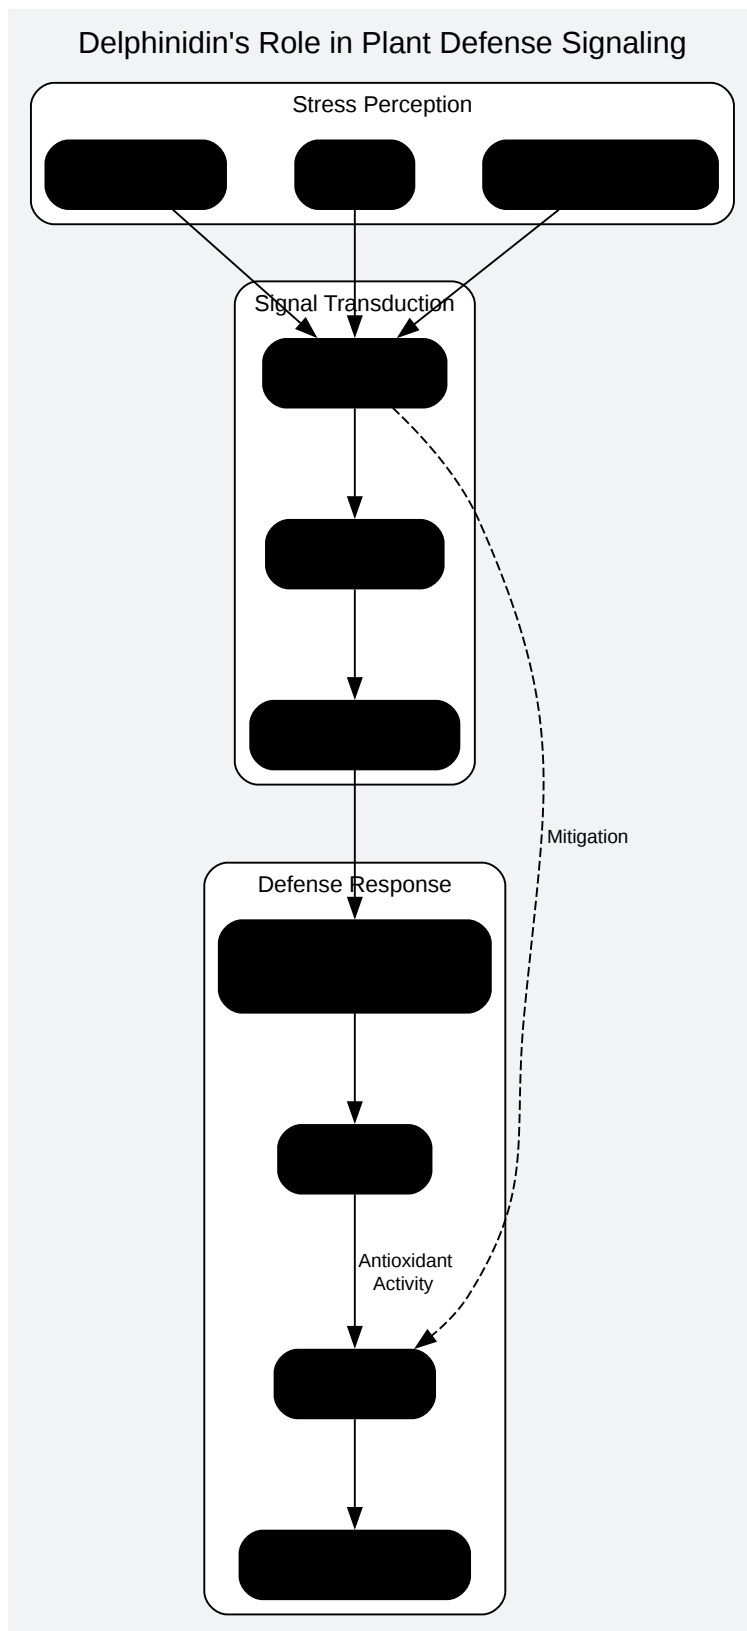 Delphinidin's Role in Plant Defense Signaling
Stress Perception
Signal Transduction
Mitigation
Defense Response
Antioxidant
Activity